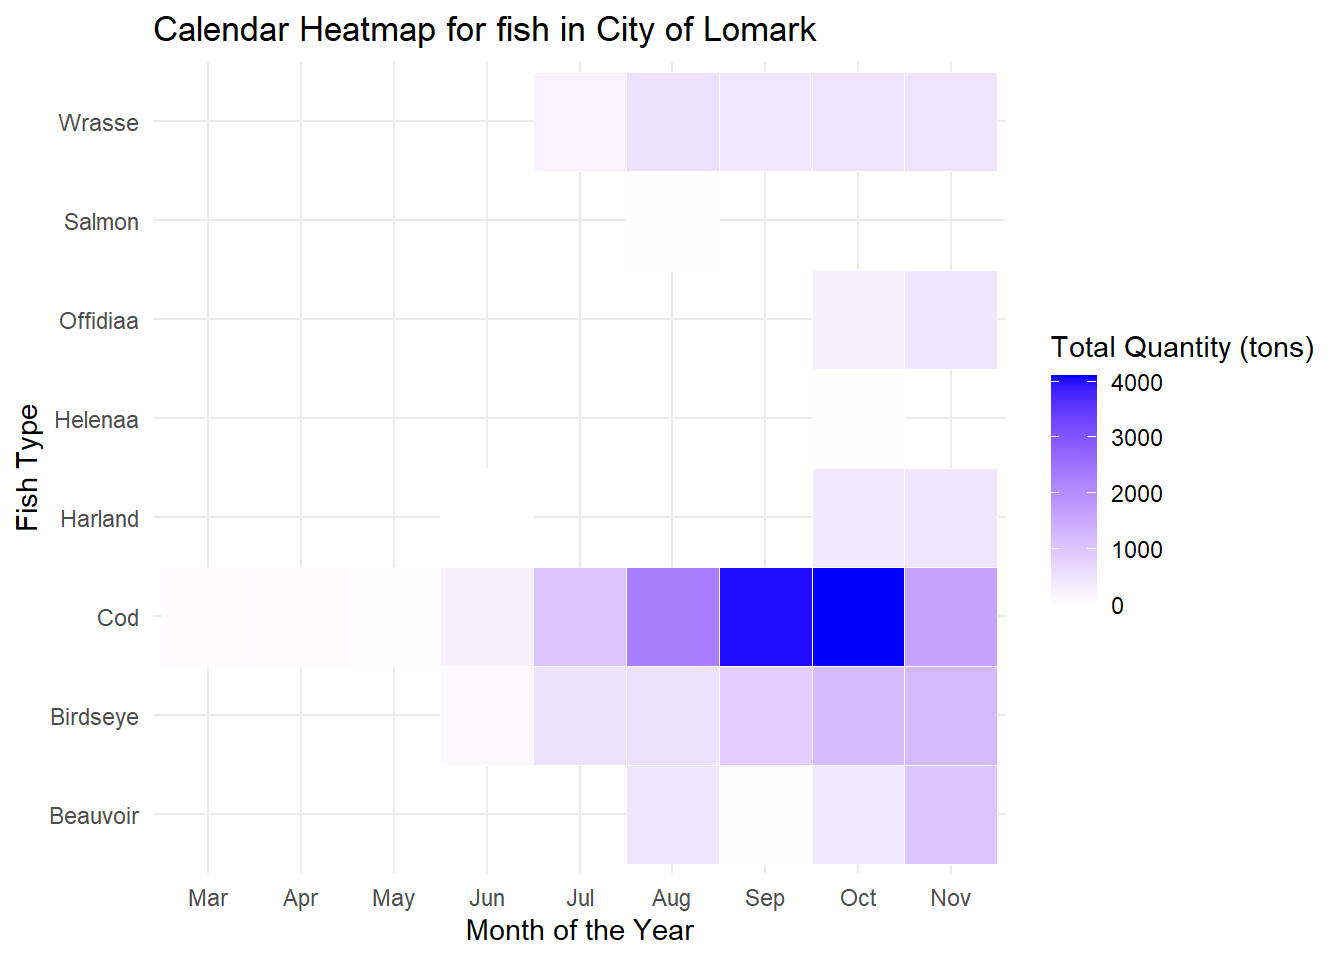 Calendar Heatmap for fish in City of Lomark
Wrasse
Salmon
Offidiaa
Helenaa
Harland
Cod
Birdseye
Beauvoir
Fish Type
Mar Apr May Jun Jul Aug Sep Oct Nov
Month of the Year
Total Quantity (tons)
4000
3000
2000
1000
0